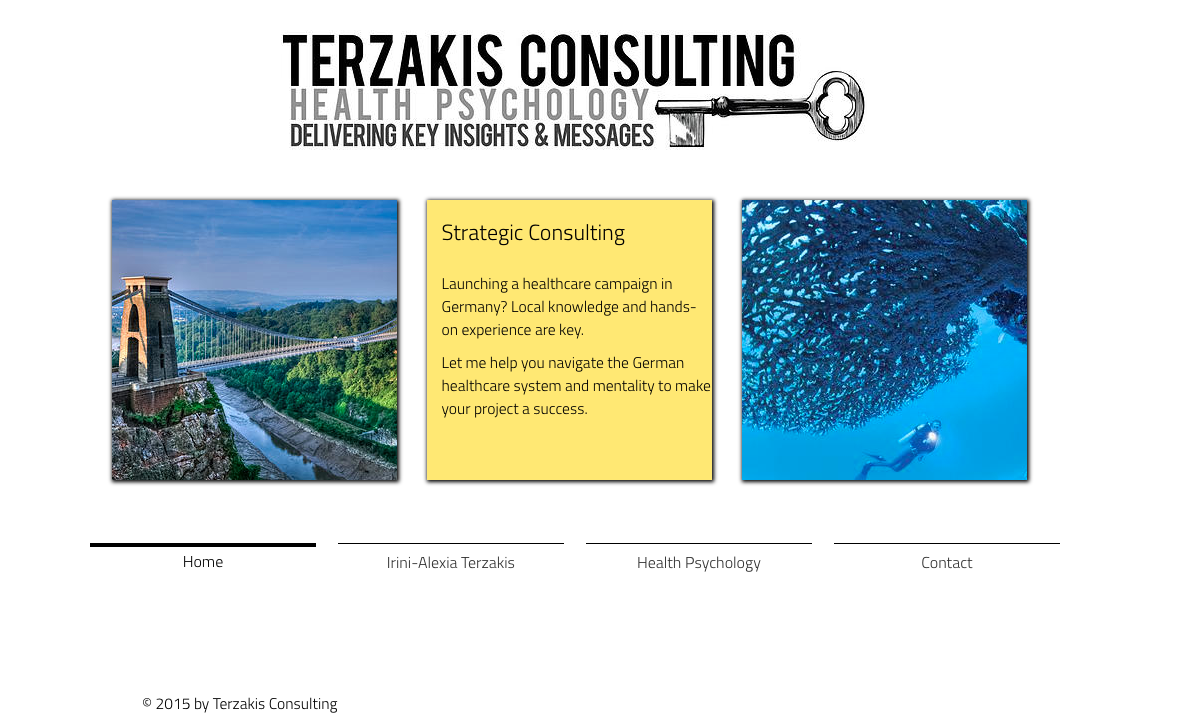 TERZAKIS CONSULTING
HEALTH PSYCHOLOGY
DELIVERING KEY INSIGHTS & MESSAGES
Strategic Consulting
Launching a healthcare campaign in
Germany? Local knowledge and hands-
on experience are key.
Let me help you navigate the German
healthcare system and mentality to make
your project a success.
Home
Irini-Alexia Terzakis
Health Psychology
Contact
© 2015 by Terzakis Consulting